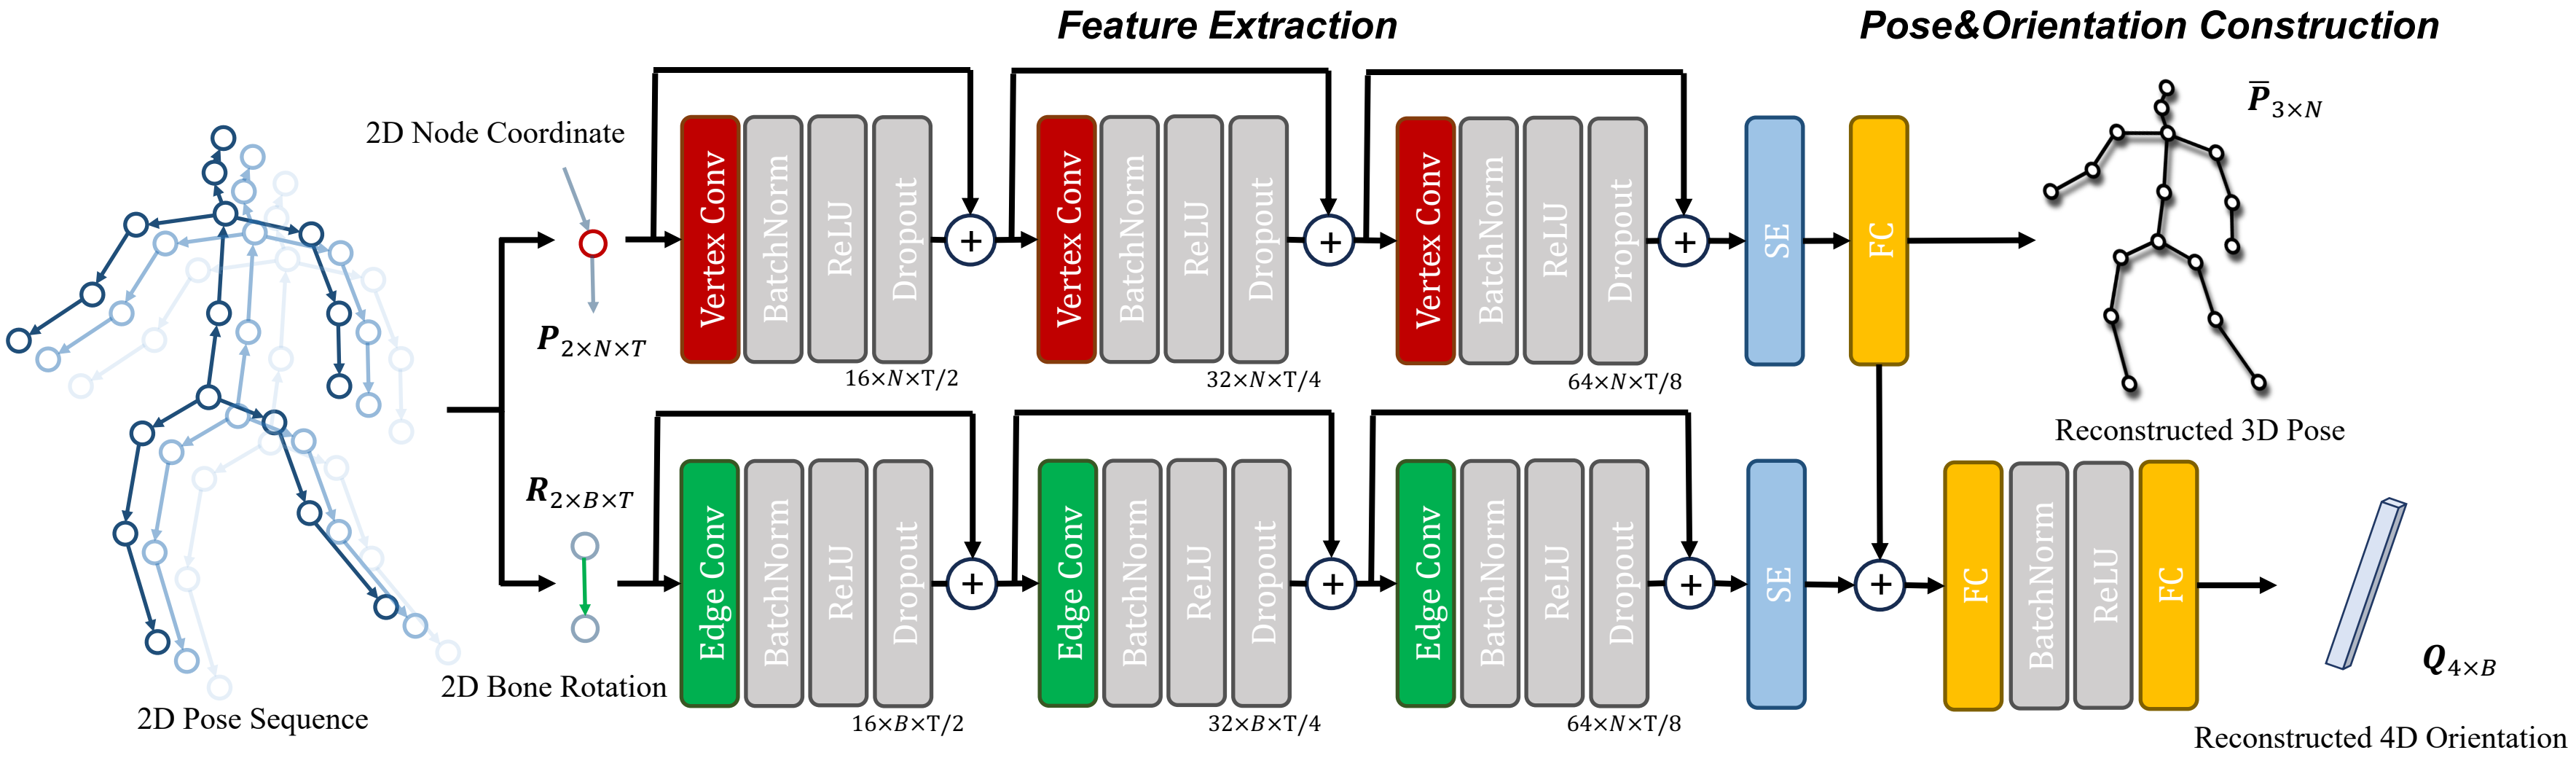 Feature Extraction
Pose&Orientation Construction
2D Node Coordinate
P2×N×T
Vertex Conv
BatchNorm
ReLU
Dropout
16×N×T/2
+
Vertex Conv
BatchNorm
ReLU
Dropout
32×N×T/4
+
Vertex Conv
BatchNorm
ReLU
Dropout
64×N×T/8
+
SE
FC
P̅3×N
Reconstructed 3D Pose
2D Pose Sequence
R2×B×T
2D Bone Rotation
Edge Conv
BatchNorm
ReLU
Dropout
16×B×T/2
+
Edge Conv
BatchNorm
ReLU
Dropout
32×B×T/4
+
Edge Conv
BatchNorm
ReLU
Dropout
64×N×T/8
+
SE
+
FC
BatchNorm
ReLU
FC
Q4×B
Reconstructed 4D Orientation